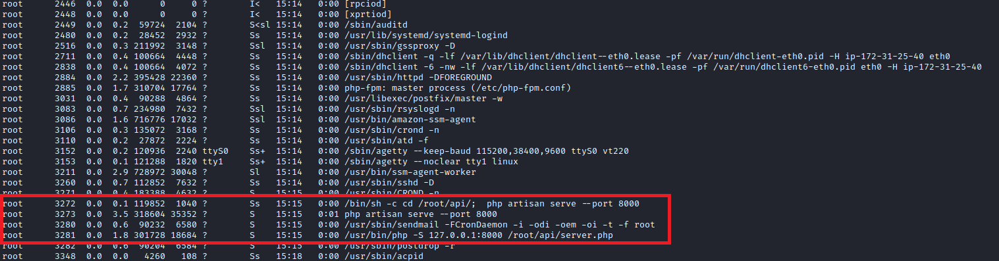 root 2446 0.0 0.0 0 0 ? I< 15:14 0:00 [rpciod]
root 2448 0.0 0.0 0 0 ? I< 15:14 0:00 [xprtiod]
root 2449 0.0 0.2 59724 2104 ? S<sl 15:14 0:00 /sbin/auditd
root 2480 0.0 0.2 28452 2932 ? Ss 15:14 0:00 /usr/lib/systemd/systemd-logind
root 2516 0.0 0.3 211992 3148 ? Ssl 15:14 0:00 /usr/sbin/gssproxy -D
root 2711 0.0 0.4 100664 4448 ? Ss 15:14 0:00 /sbin/dhclient -q -lf /var/lib/dhclient/dhclient--eth0.lease -pf /var/run/dhclient-eth0.pid -H ip-172-31-25-40 eth0
root 2838 0.0 0.4 100664 4072 ? Ss 15:14 0:00 /sbin/dhclient -6 -nw -lf /var/lib/dhclient/dhclient6--eth0.lease -pf /var/run/dhclient6-eth0.pid eth0 -H ip-172-31-25-40
root 2884 0.0 2.2 395428 22360 ? Ss 15:14 0:00 /usr/sbin/httpd -DFOREGROUND
root 2885 0.0 1.7 310704 17764 ? Ss 15:14 0:00 php-fpm: master process (/etc/php-fpm.conf)
root 3031 0.0 0.4 90288 4864 ? Ss 15:14 0:00 /usr/libexec/postfix/master -w
root 3083 0.0 0.7 234980 7432 ? Ssl 15:14 0:00 /usr/sbin/rsyslogd -n
root 3086 0.0 1.6 716776 17032 ? Ssl 15:14 0:00 /usr/bin/amazon-ssm-agent
root 3106 0.0 0.3 135072 3168 ? Ss 15:14 0:00 /usr/sbin/crond -n
root 3110 0.0 0.2 27872 2224 ? Ss 15:14 0:00 /usr/sbin/atd -f
root 3152 0.0 0.2 120936 2240 ttyS0 Ss+ 15:14 0:00 /sbin/agetty --keep-baud 115200,38400,9600 ttyS0 vt220
root 3153 0.0 0.1 121288 1820 tty1 Ss+ 15:14 0:00 /sbin/agetty --noclear tty1 linux
root 3211 0.0 2.9 728972 30048 ? Sl 15:14 0:00 /usr/bin/ssm-agent-worker
root 3260 0.0 0.7 112852 7632 ? Ss 15:14 0:00 /usr/sbin/sshd -D
root 3271 0.0 0.4 183388 4632 ? S 15:15 0:00 /usr/sbin/CROND -n
root 3272 0.0 0.1 119852 1040 ? Ss 15:15 0:00 /bin/sh -c cd /root/api/; php artisan serve --port 8000
root 3273 0.0 3.5 318604 35352 ? S 15:15 0:01 php artisan serve --port 8000
root 3280 0.0 0.6 90232 6580 ? S 15:15 0:00 /usr/sbin/sendmail -FCronDaemon -i -odi -oem -oi -t -f root
root 3281 0.0 1.8 301728 18684 ? S 15:15 0:00 /usr/bin/php -S 127.0.0.1:8000 /root/api/server.php
root 3282 0.0 0.6 90204 6584 ? S 15:15 0:00 /usr/sbin/postdrop -r
root 3348 0.0 0.0 4260 108 ? Ss 15:18 0:00 /usr/sbin/acpid